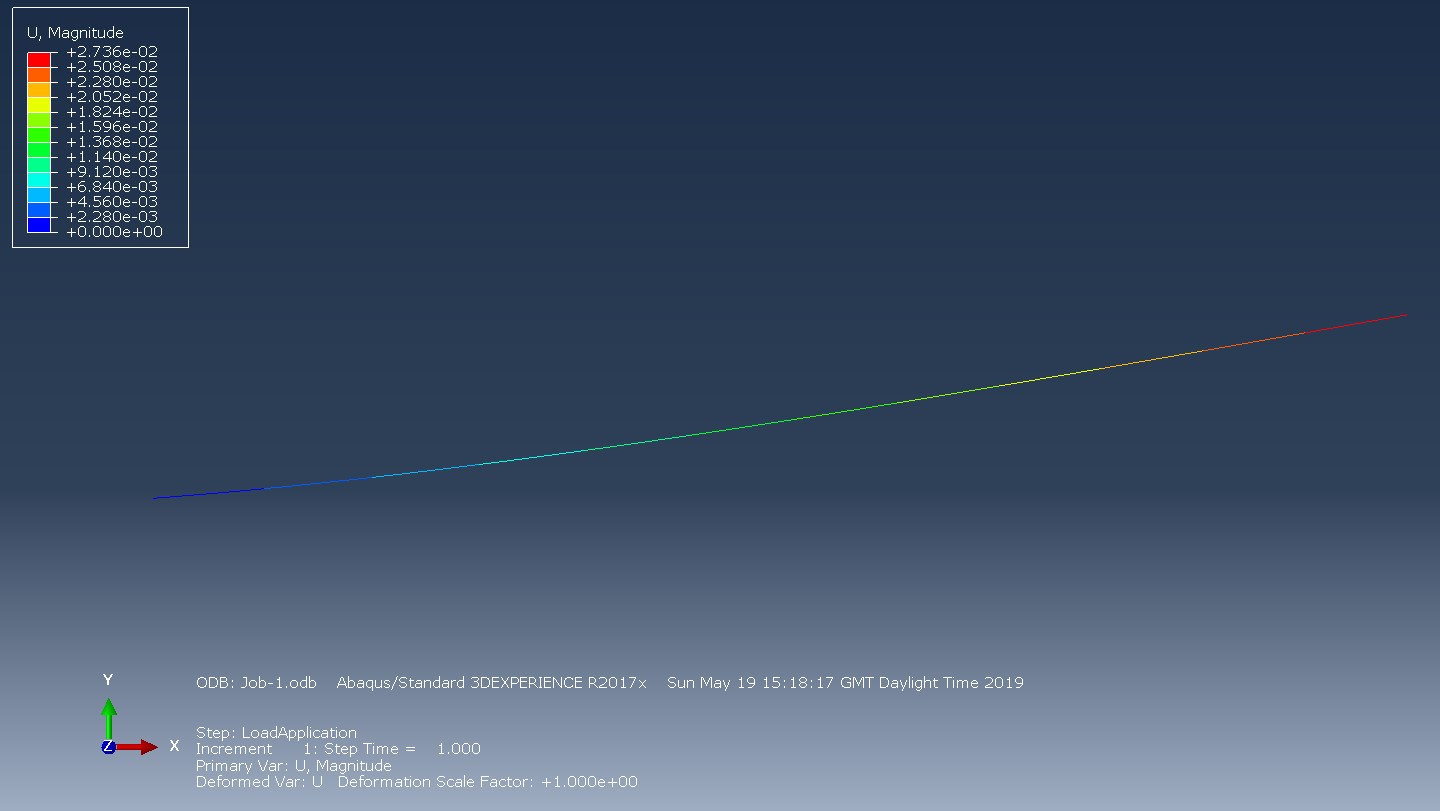 U, Magnitude
+2.736e-02
+2.508e-02
+2.280e-02
+2.052e-02
+1.824e-02
+1.596e-02
+1.368e-02
+1.140e-02
+9.120e-03
+6.840e-03
+4.560e-03
+2.280e-03
+0.000e+00
Y
Z
X
ODB: Job-1.odb Abaqus/Standard 3DEXPERIENCE R2017x Sun May 19 15:18:17 GMT Daylight Time 2019
Step: LoadApplication
Increment 1: Step Time = 1.000
Primary Var: U, Magnitude
Deformed Var: U Deformation Scale Factor: +1.000e+00